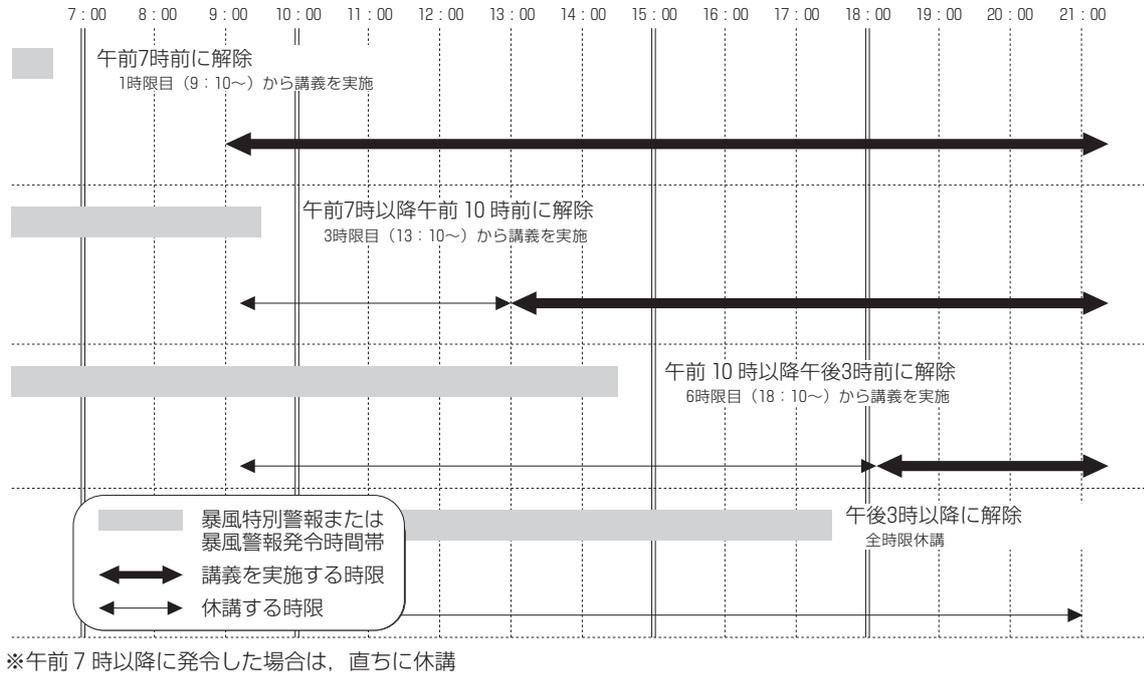 7：00 8：00 9：00 10：00 11：00 12：00 13：00 14：00 15：00 16：00 17：00 18：00 19：00 20：00 21：00
午前7時前に解除
1時限目（9：10～）から講義を実施
午前7時以降午前 10 時前に解除
3時限目（13：10～）から講義を実施
午前 10 時以降午後3時前に解除
6時限目（18：10～）から講義を実施
午後3時以降に解除
全時限休講
暴風特別警報または
暴風警報発令時間帯
講義を実施する時限
休講する時限
※午前 7 時以降に発令した場合は，直ちに休講